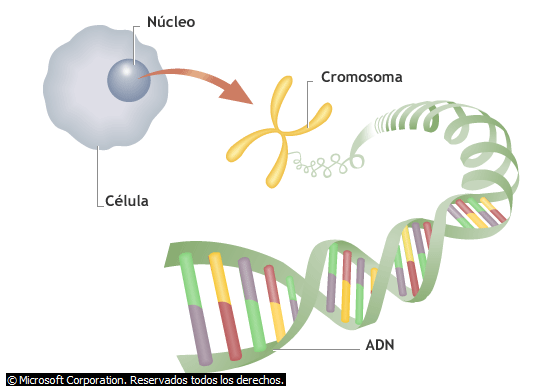 Núcleo
Cromosoma
Célula
ADN
© Microsoft Corporation. Reservados todos los derechos.